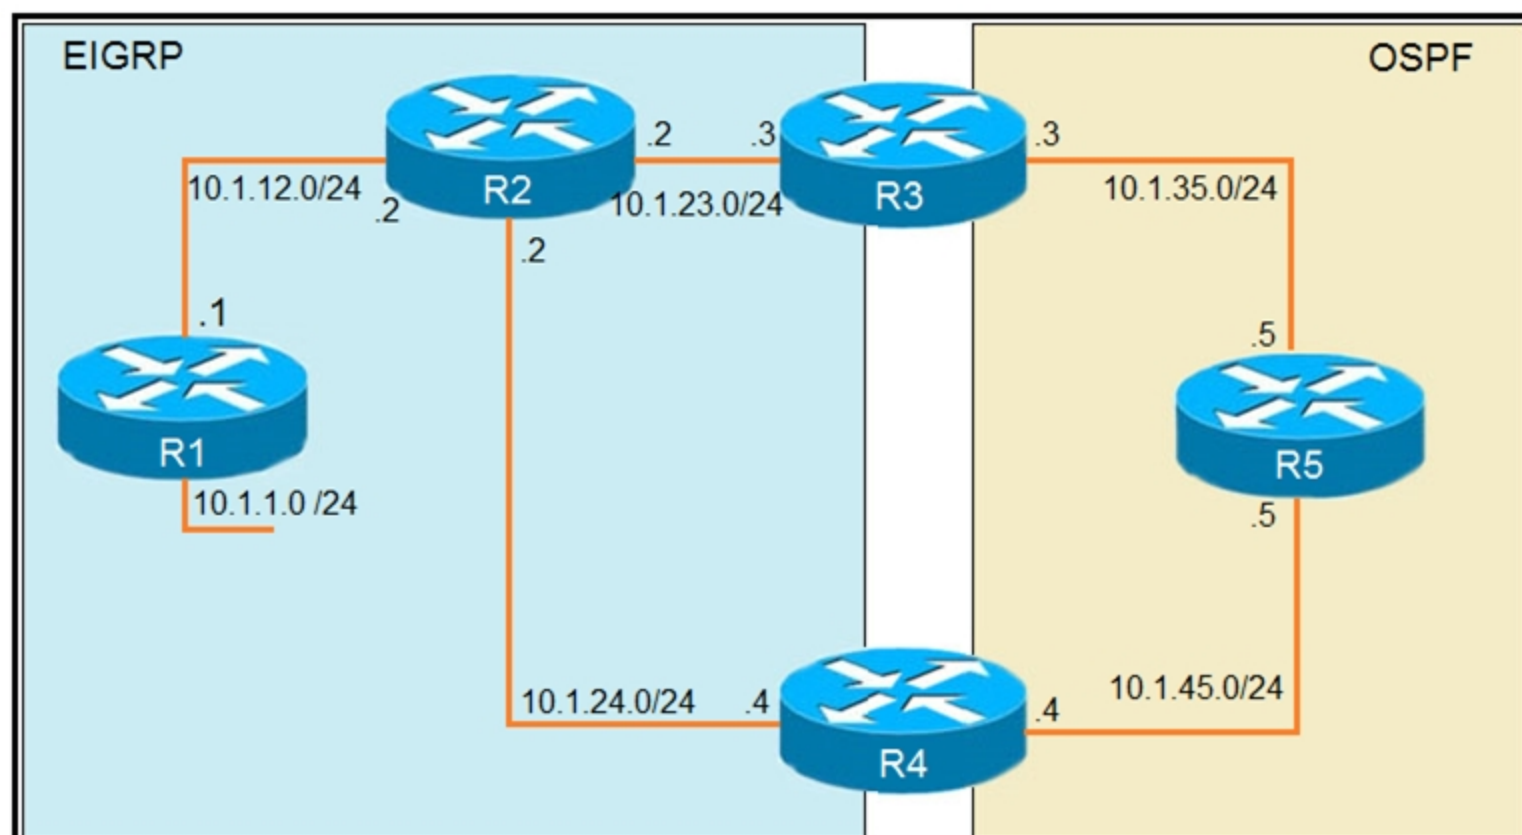 EIGRP
OSPF
.2
.3
.3
R2
R3
10.1.12.0/24
10.1.23.0/24
10.1.35.0/24
.2
.2
.1
.5
R1
R5
10.1.1.0 /24
.5
10.1.24.0/24
.4
.4
10.1.45.0/24
R4